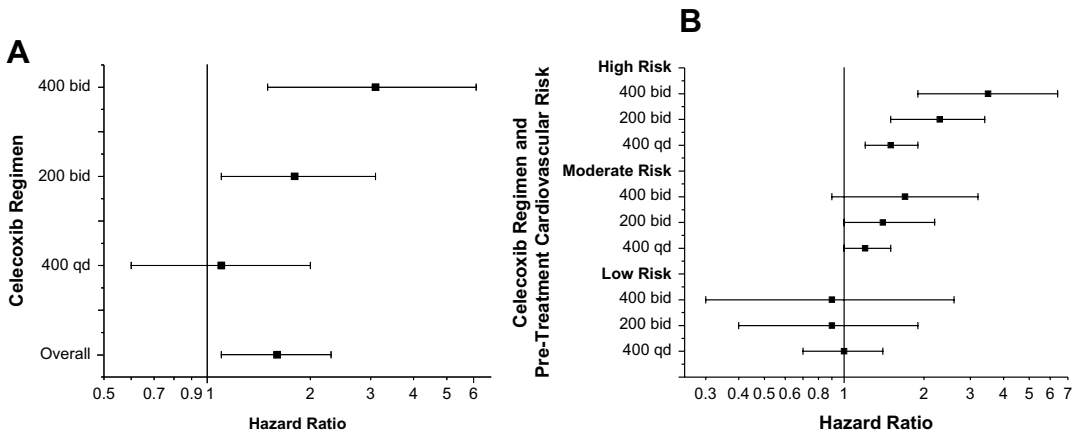 A
400 bid
200 bid
400 qd
Overall
Celecoxib Regimen
0.5 0.7 0.9 1 2 3 4 5 6
Hazard Ratio
B
High Risk
400 bid
200 bid
400 qd
Moderate Risk
400 bid
200 bid
400 qd
Low Risk
400 bid
200 bid
400 qd
Celecoxib Regimen and
Pre-Treatment Cardiovascular Risk
0.3 0.4 0.5 0.6 0.8 1 2 3 4 5 6 7
Hazard Ratio